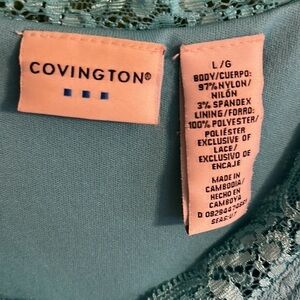 COVINGTON®
L/G
BODY/CUERPO:
97% NYLON/
NILÓN
3% SPANDEX
LINING/FORRO:
100% POLYESTER/
POLIÉSTER
EXCLUSIVE OF
LACE/
EXCLUSIVO DE
ENCAJE
MADE IN
CAMBODIA/
HECHO EN
CAMBOYA